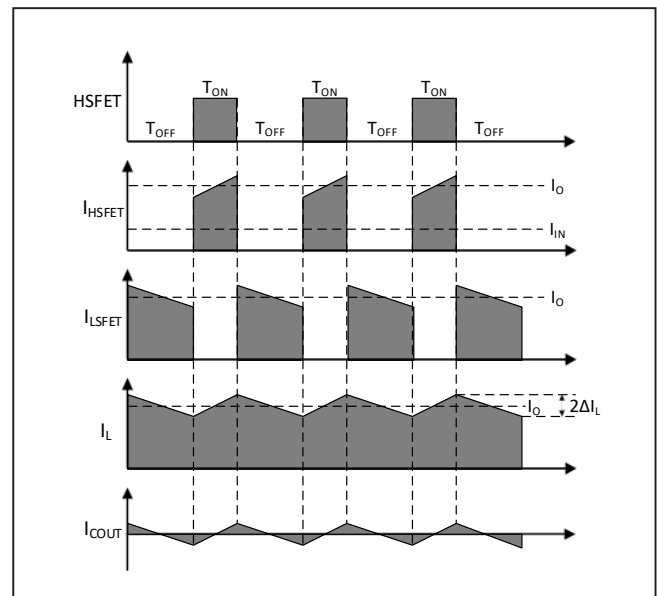 HSFET
T_ON T_ON T_ON
T_OFF T_OFF T_OFF T_OFF
I_HSFET
I_O
I_IN
I_LSFET
I_O
I_L
I_O
2ΔI_L
I_COUT